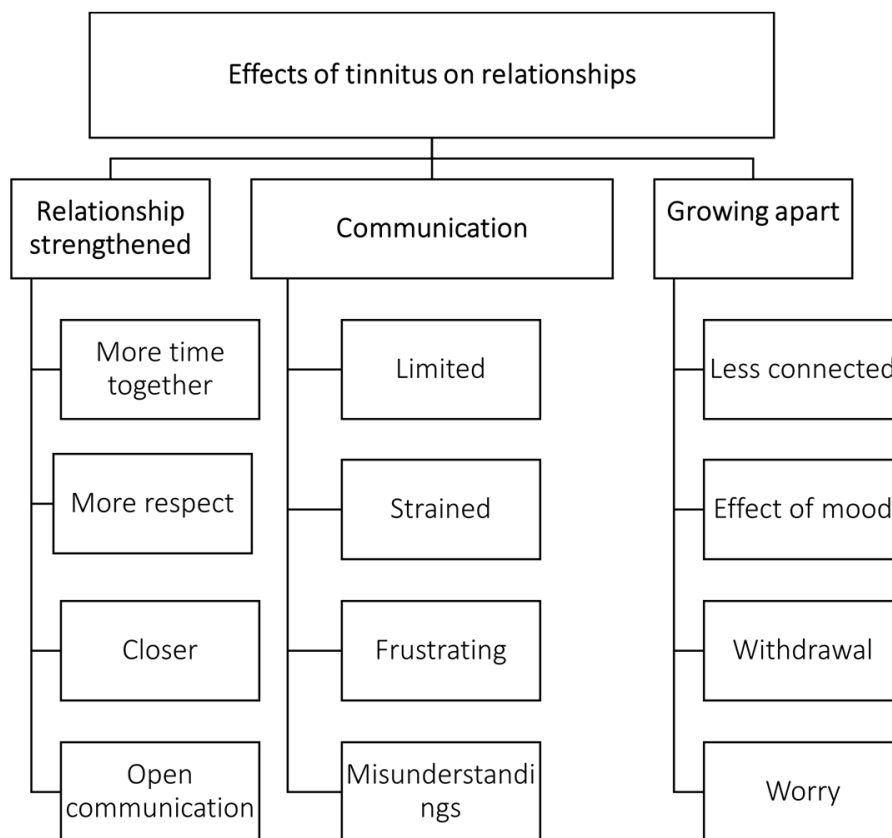 Effects of tinnitus on relationships
Relationship
strengthened
Communication
Growing apart
More time
together
More respect
Closer
Open
communication
Limited
Strained
Frustrating
Misunderstandi
ngs
Less connected
Effect of mood
Withdrawal
Worry